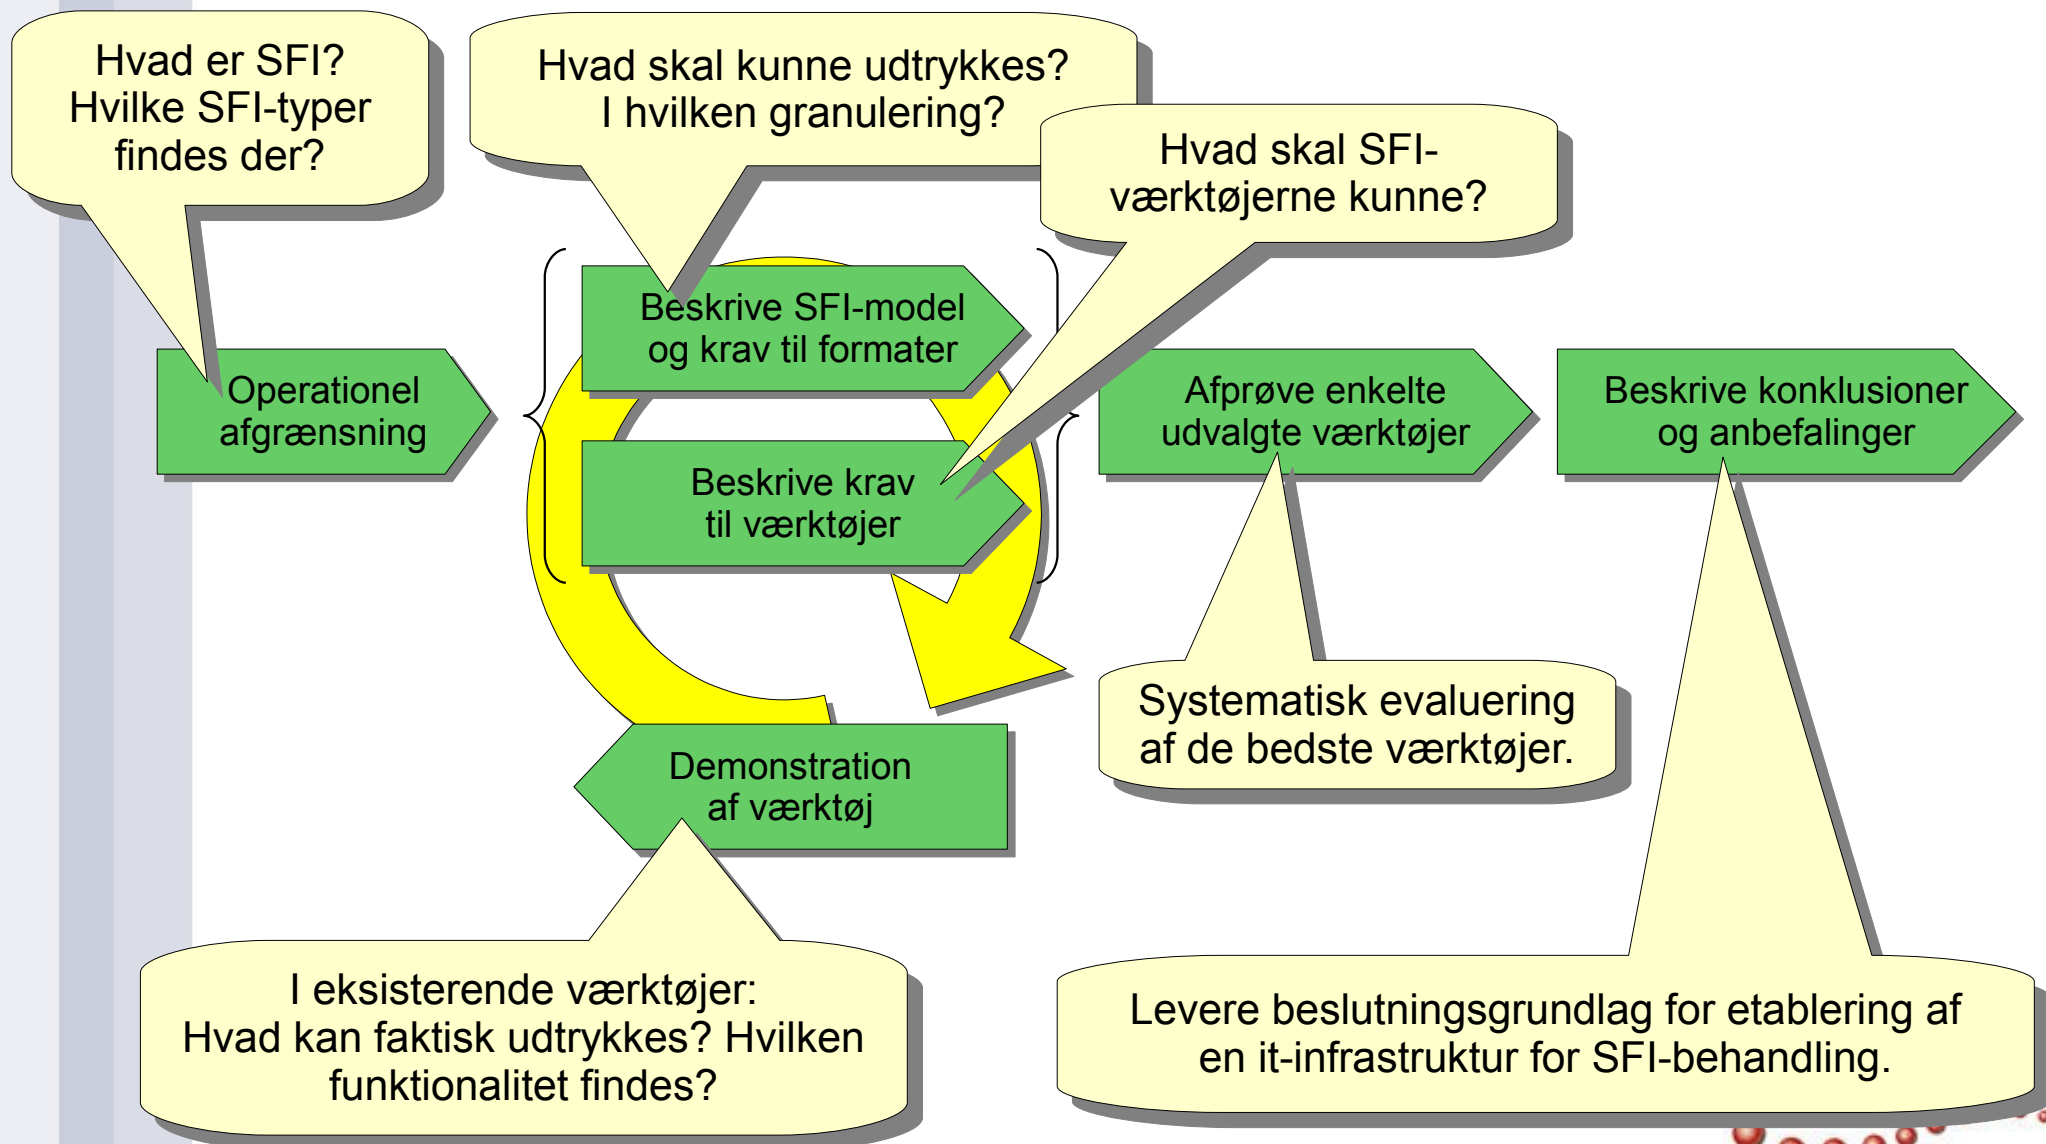 Hvad er SFI?
Hvilke SFI-typer
findes der?
Hvad skal kunne udtrykkes?
I hvilken granulering?
Hvad skal SFI-
værktøjerne kunne?
Beskrive SFI-model
og krav til formater
Operationel
afgrænsning
Beskrive krav
til værktøjer
Afprøve enkelte
udvalgte værktøjer
Beskrive konklusioner
og anbefalinger
Systematisk evaluering
af de bedste værktøjer.
Demonstration
af værktøj
I eksisterende værktøjer:
Hvad kan faktisk udtrykkes? Hvilken
funktionalitet findes?
Levere beslutningsgrundlag for etablering af
en it-infrastruktur for SFI-behandling.